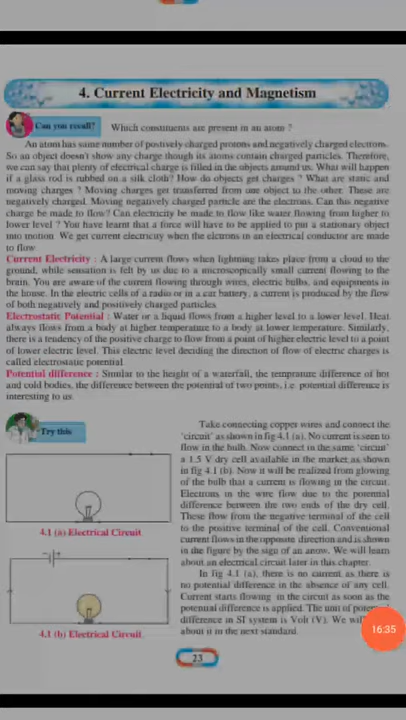 4. Current Electricity and Magnetism
Can you recall?
Which constituents are present in an atom ?
An atom has same number of postively charged protons and negatively charged electrons.
So an object doesn't show any charge though its atoms contain charged particles. Therefore,
we can say that plenty of electrical charge is filled in the objects around us. What will happen
if a glass rod is rubbed on a silk cloth? How do objects get charges ? What are static and
moving charges ? Moving charges get transferred from one object to the other. These are
negatively charged. Moving negatively charged particle are the electrons. Can this negative
charge be made to flow? Can electricity be made to flow like water flowing from higher to
lower level ? You have learnt that a force will have to be applied to put a stationary object
into motion. We get current electricity when the elctrons in an electrical conductor are made
to flow.
Current Electricity : A large current flows when lightning takes place from a cloud to the
ground, while sensation is felt by us due to a microscopically small current flowing to the
brain. You are aware of the current flowing through wires, electric bulbs, and equipments in
the house. In the electric cells of a radio or in a car battery, a current is produced by the flow
of both negatively and positively charged particles.
Electrostatic Potential : Water or a liquid flows from a higher level to a lower level. Heat
always flows from a body at higher temperature to a body at lower temperature. Similarly,
there is a tendency of the positive charge to flow from a point of higher electric level to a point
of lower electric level. This electric level deciding the direction of flow of electric charges is
called electrostatic potential.
Potential difference : Similar to the height of a waterfall, the temprature difference of hot
and cold bodies, the difference between the potential of two points, i.e. potential difference is
interesting to us.
Try this
Take connecting copper wires and connect the
'circuit' as shown in fig 4.1 (a). No current is seen to
flow in the bulb. Now connect in the same 'circuit'
a 1.5 V dry cell available in the market as shown
in fig 4.1 (b). Now it will be realized from glowing
of the bulb that a current is flowing in the circuit.
Electrons in the wire flow due to the potential
difference between the two ends of the dry cell.
These flow from the negative terminal of the cell
to the positive terminal of the cell. Conventional
current flows in the opposite direction and is shown
in the figure by the sign of an arrow. We will learn
about an electrical circuit later in this chapter.
In fig 4.1 (a), there is no current as there is
no potential difference in the absence of any cell.
Current starts flowing in the circuit as soon as the
potential difference is applied. The unit of
difference in SI system is Volt (V). We
about it in the next standard.
4.1 (a) Electrical Circuit
4.1 (b) Electrical Circuit
16:35
23